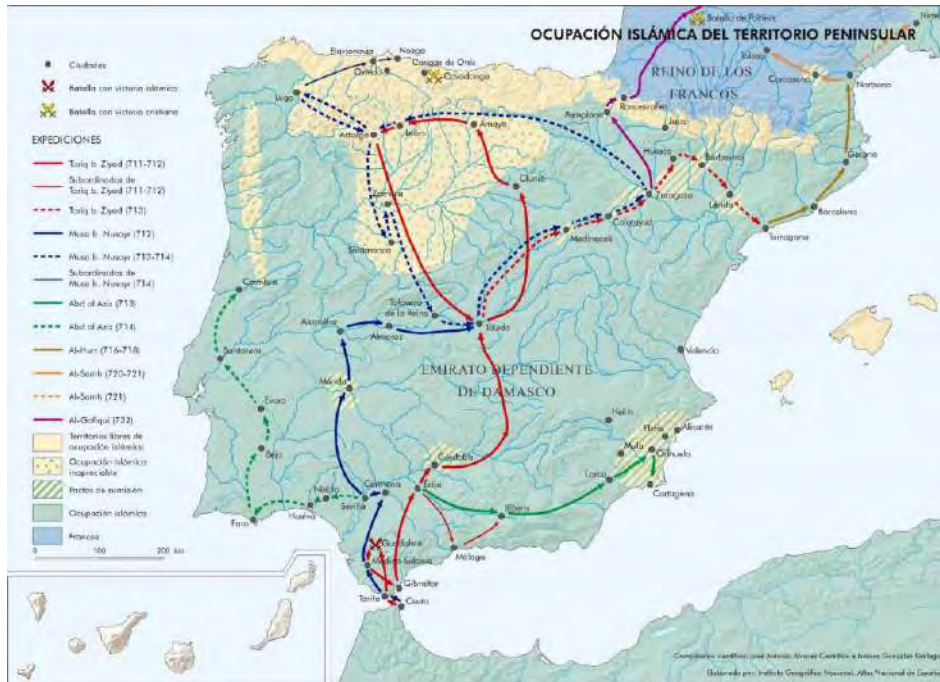 OCUPACIÓN ISLÁMICA DEL TERRITORIO PENINSULAR
Ciudades
Batalla con victoria islámica
Batalla con victoria cristiana
EXPEDICIONES
Tariq b. Ziyad (711-712)
Subordinados de
Tariq b. Ziyad (711-712)
Tariq b. Ziyad (713)
Musa b. Nusayr (712)
Musa b. Nusayr (713-714)
Subordinados de
Musa b. Nusayr (714)
Abd al Aziz (713)
Abd al Aziz (714)
Al-Hurr (716-718)
Al-Samh (720-721)
Al-Samh (721)
Al-Gafiqui (732)
Territorios libres de
ocupación islámica
Ocupación islámica
inapreciable
Pactos de sumisión
Ocupación islámica
Francos
0 100 200 km
Batalla de Poitiers
REINO DE LOS
FRANCOS
Narbona
Carcasona
Noega
Cangas de Onís
Covadonga
Oviedo
Lugo
Astorga
León
Amaya
Clunia
Zamora
Salamanca
Roncesvalles
Pamplona
Jaca
Huesca
Barbastro
Zaragoza
Lérida
Gerona
Barcelona
Tarragona
Calatayud
Medinaceli
Coimbra
Santarem
Evora
Beja
Faro
Huelva
Niebla
Sevilla
Carmona
Mérida
Almaraz
Talavera
de la Reina
Toledo
EMIRATO DEPENDIENTE
DE DAMASCO
Valencia
Hellín
Alicante
Mula
Orihuela
Lorca
Cartagena
Córdoba
Écija
Málaga
Guadalete
Medina Sidonia
Gibraltar
Tarifa
Ceuta